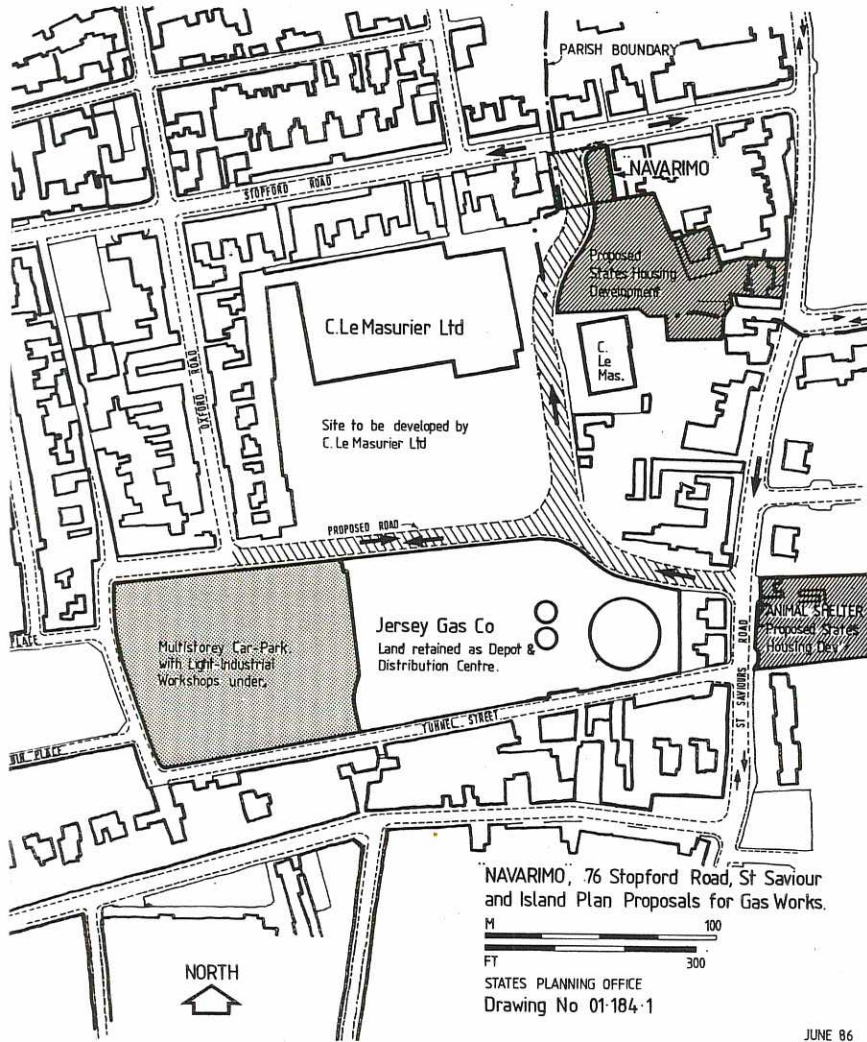 PARISH BOUNDARY
"NAVARIMO"
STOPFORD ROAD
Proposed
States Housing
Development
C.Le Masurier Ltd
C.
Le
Mas.
OXFORD ROAD
Site to be developed by
C. Le Masurier Ltd
PROPOSED ROAD
Jersey Gas Co
Land retained as Depot &
Distribution Centre.
Multistorey Car-Park.
with Light-Industrial
Workshops under.
ANIMAL SHELTER
Proposed States
Housing Dev.
PLACE
ST SAVIOURS ROAD
TUNNEL STREET
PLACE
"NAVARIMO", 76 Stopford Road, St Saviour
and Island Plan Proposals for Gas Works.
M 100
FT 300
STATES PLANNING OFFICE
Drawing No 01·184·1
NORTH
JUNE 86